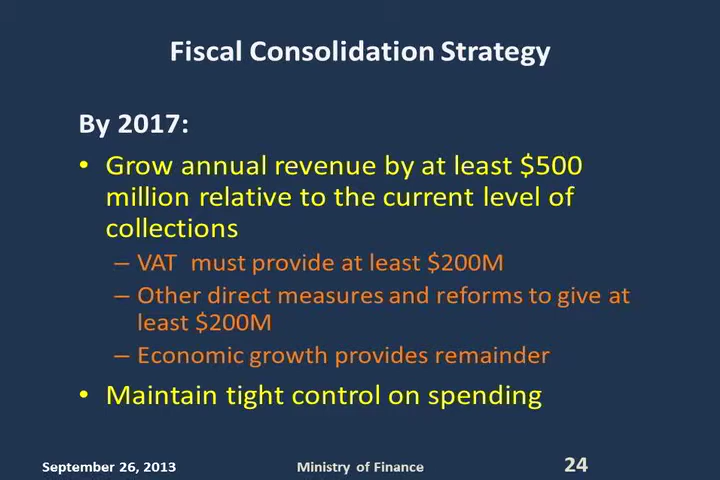 Fiscal Consolidation Strategy
By 2017:
• Grow annual revenue by at least $500
million relative to the current level of
collections
– VAT must provide at least $200M
– Other direct measures and reforms to give at
least $200M
– Economic growth provides remainder
• Maintain tight control on spending
September 26, 2013 Ministry of Finance 24